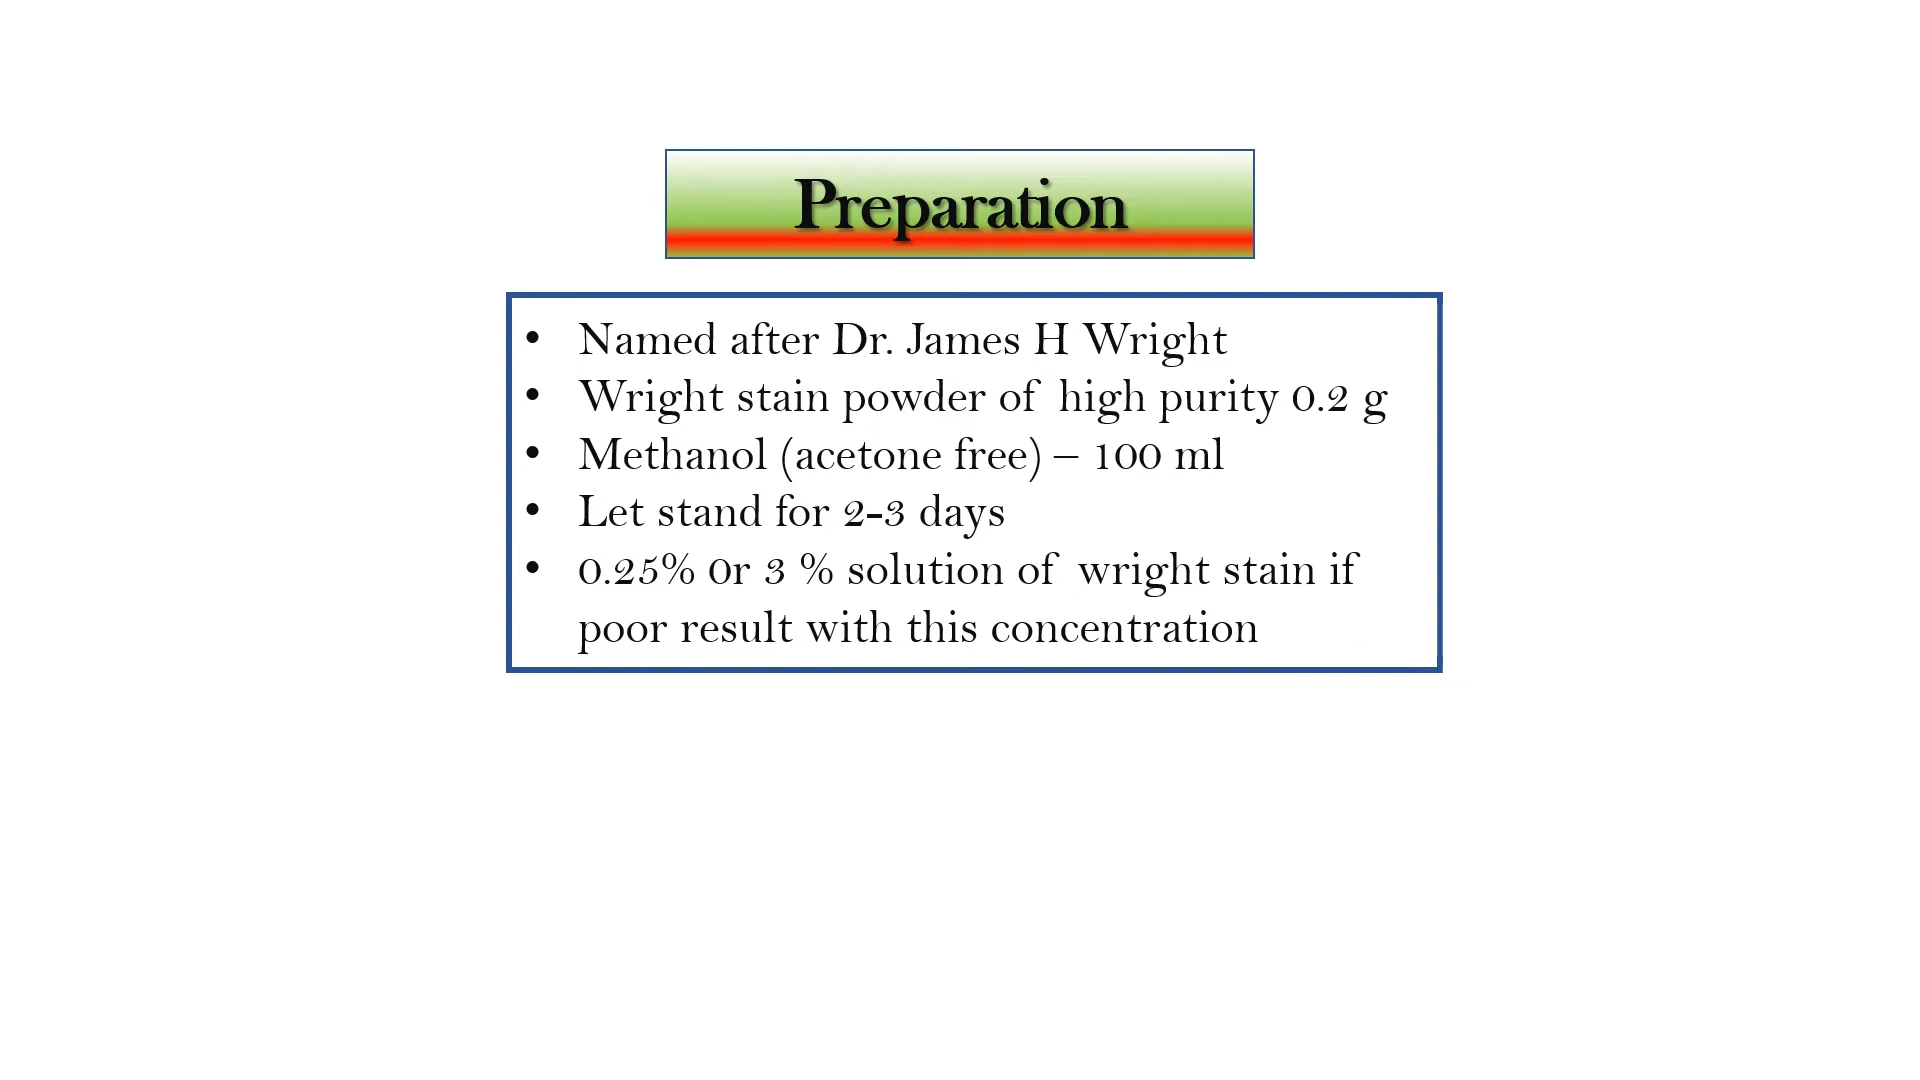 Preparation
• Named after Dr. James H Wright
• Wright stain powder of high purity 0.2 g
• Methanol (acetone free) – 100 ml
• Let stand for 2-3 days
• 0.25% 0r 3 % solution of wright stain if
poor result with this concentration